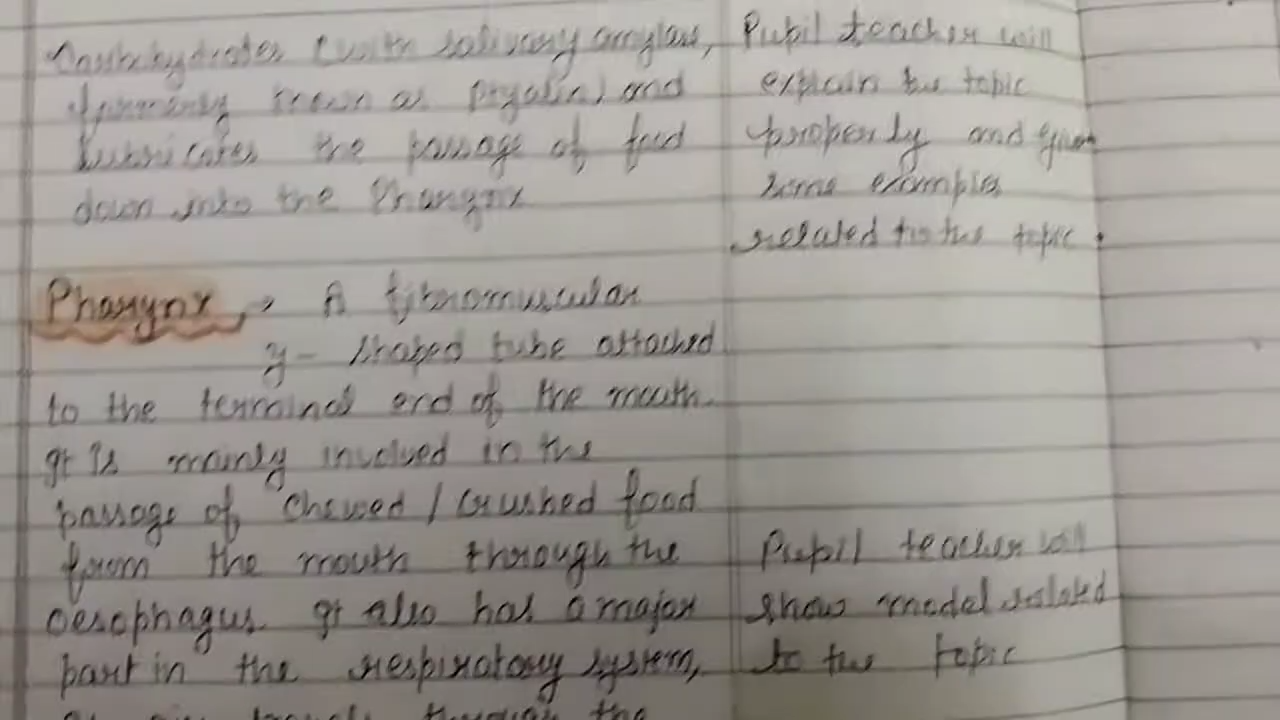 Carbohydrates (with salivary amylase,
formerly known as Ptyalin) and
lubricates the passage of food
down into the Pharynx
Pharynx → A fibromuscular
y - shaped tube attached
to the terminal end of the mouth.
It is mainly involved in the
passage of chewed / crushed food
from the mouth through the
oesophagus. It also has a major
part in the respiratory system,
through the
Pupil teacher will
explain the topic
properly and given
some examples
related to the topic.
Pupil teacher will
show model related
to the topic